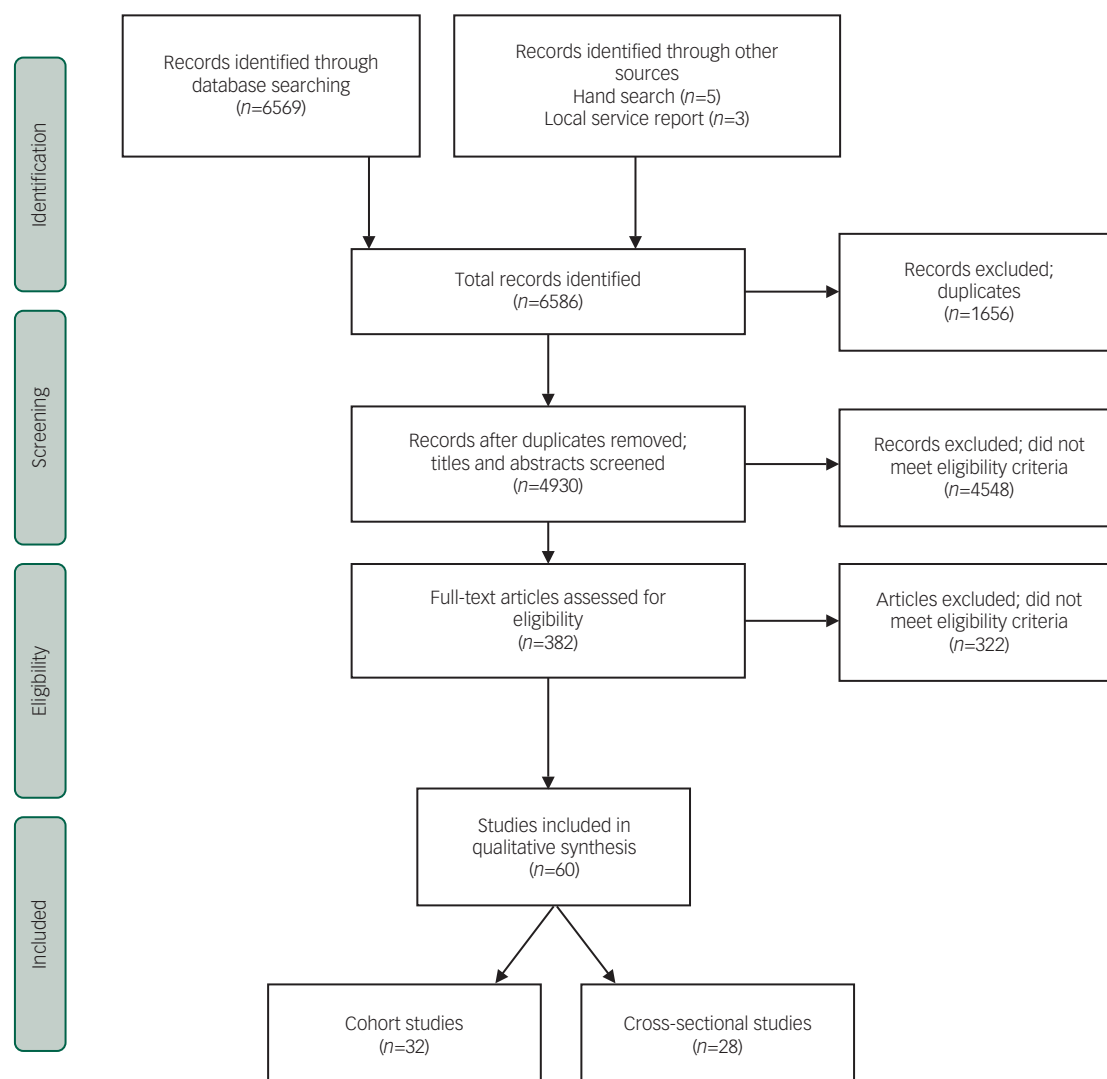 Identification
Records identified through
database searching
(n=6569)
Records identified through other
sources
Hand search (n=5)
Local service report (n=3)
Total records identified
(n=6586)
Records excluded;
duplicates
(n=1656)
Screening
Records after duplicates removed;
titles and abstracts screened
(n=4930)
Records excluded; did not
meet eligibility criteria
(n=4548)
Eligibility
Full-text articles assessed for
eligibility
(n=382)
Articles excluded; did not
meet eligibility criteria
(n=322)
Included
Studies included in
qualitative synthesis
(n=60)
Cohort studies
(n=32)
Cross-sectional studies
(n=28)